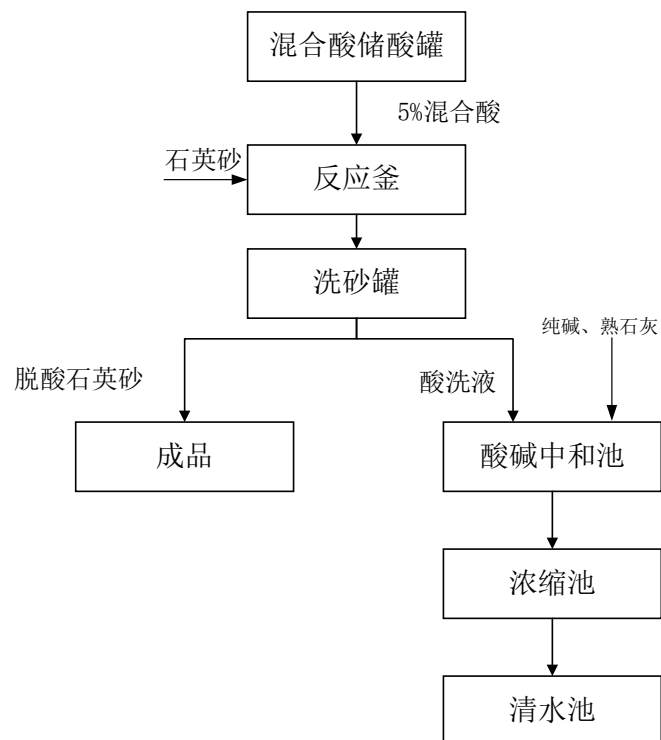 混合酸储酸罐
5%混合酸
石英砂
反应釜
洗砂罐
纯碱、熟石灰
脱酸石英砂
酸洗液
成品
酸碱中和池
浓缩池
清水池